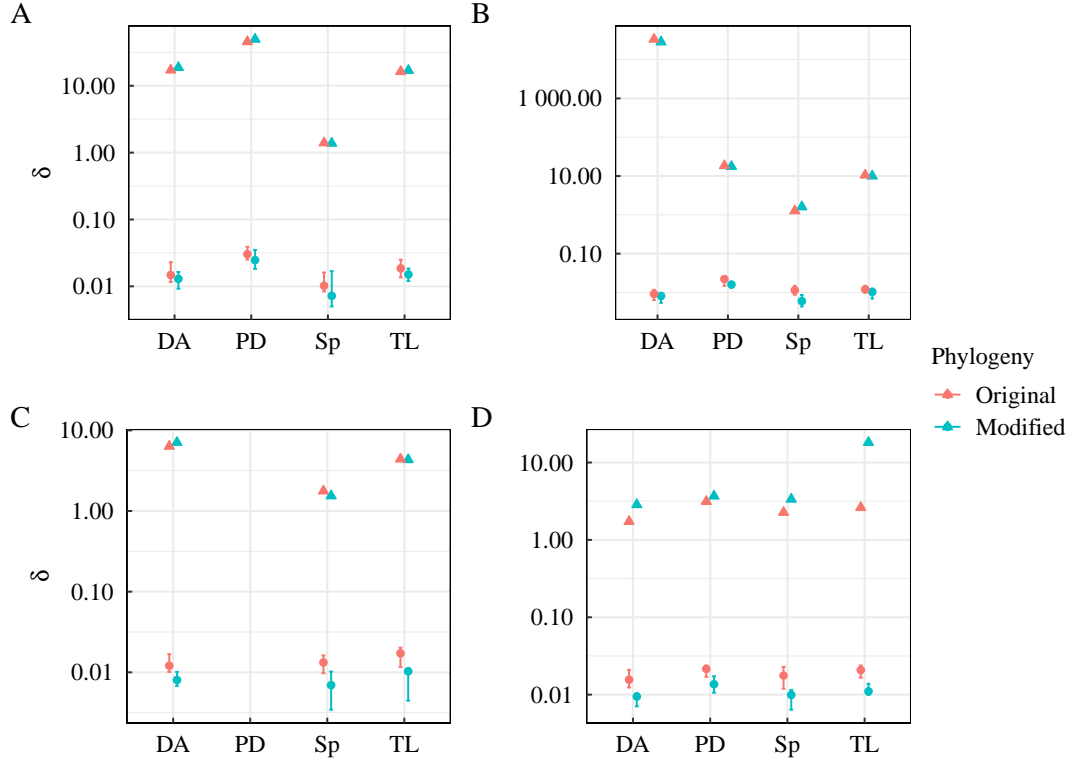 A
δ
10.00
1.00
0.10
0.01
DA PD Sp TL
B
1 000.00
10.00
0.10
DA PD Sp TL
C
δ
10.00
1.00
0.10
0.01
DA PD Sp TL
D
10.00
1.00
0.10
0.01
DA PD Sp TL
Phylogeny
Original
Modified